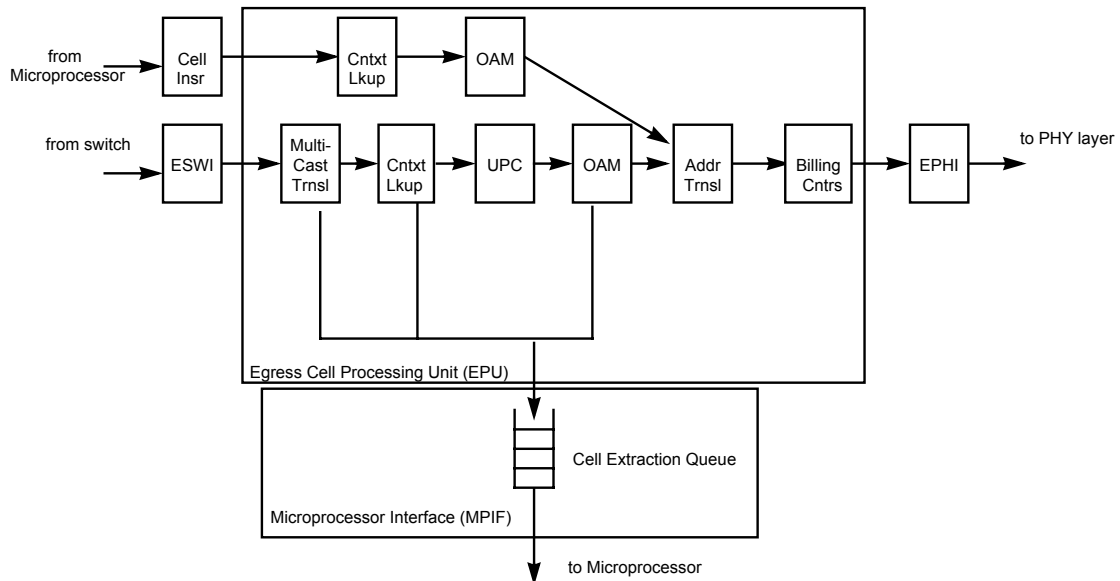 from
Microprocessor
Cell
Insr
Cntxt
Lkup
OAM
from switch
ESWI
Multi-
Cast
Trnsl
Cntxt
Lkup
UPC
OAM
Addr
Trnsl
Billing
Cntrs
EPHI
to PHY layer
Egress Cell Processing Unit (EPU)
Cell Extraction Queue
Microprocessor Interface (MPIF)
to Microprocessor